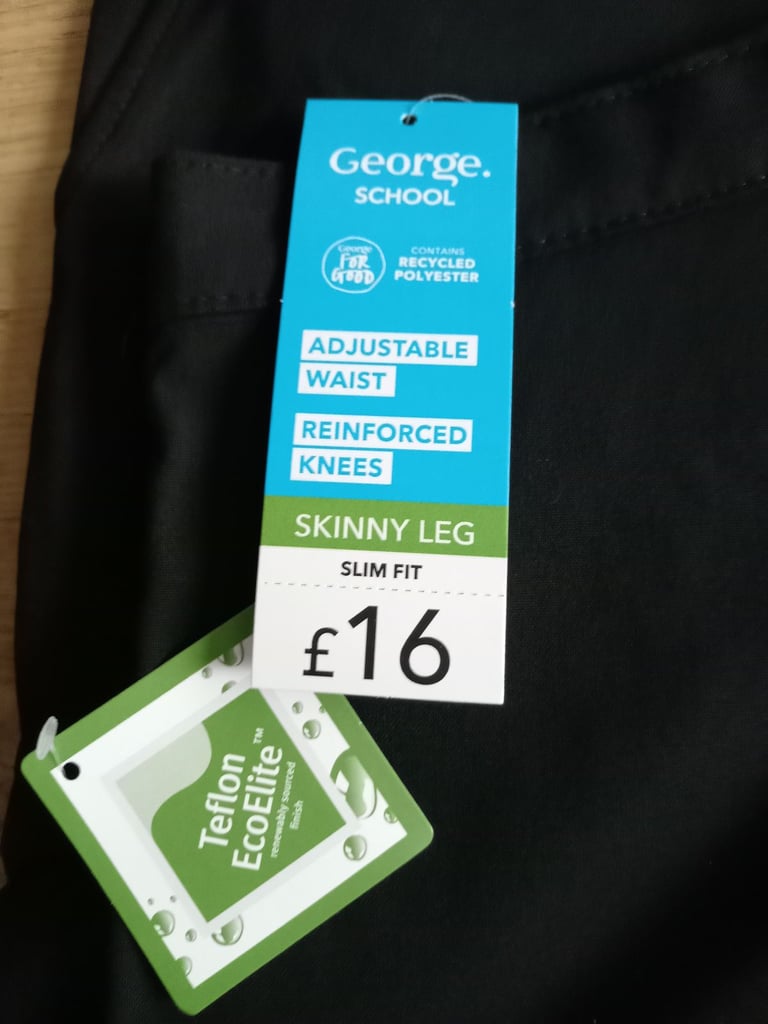 George.
SCHOOL
George
FOR
GOOD
CONTAINS
RECYCLED
POLYESTER
ADJUSTABLE
WAIST
REINFORCED
KNEES
SKINNY LEG
SLIM FIT
£16
Teflon
EcoElite™
renewably sourced
finish